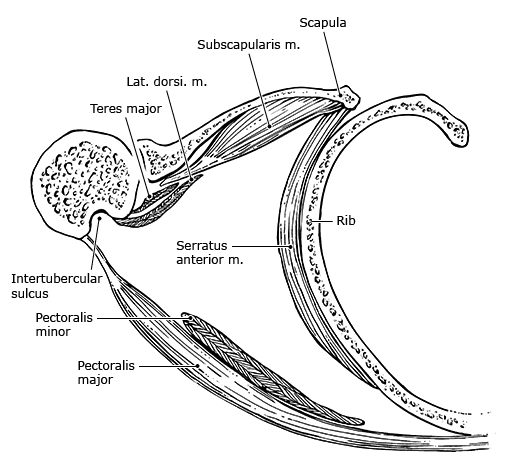 Scapula
Subscapularis m.
Lat. dorsi. m.
Teres major
Rib
Serratus
anterior m.
Intertubercular
sulcus
Pectoralis
minor
Pectoralis
major